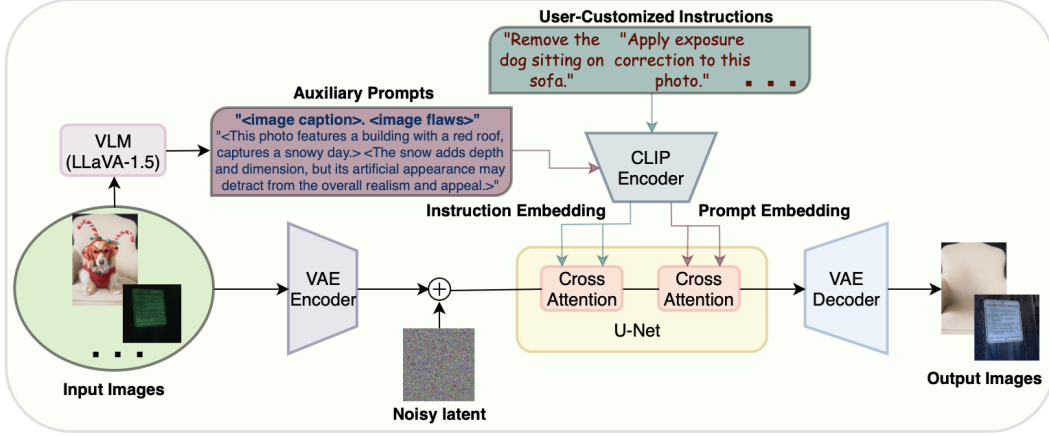 User-Customized Instructions
"Remove the
dog sitting on
sofa."
"Apply exposure
correction to this
photo."
Auxiliary Prompts
"<image caption>. <image flaws>"
"<This photo features a building with a red roof,
captures a snowy day.> <The snow adds depth
and dimension, but its artificial appearance may
detract from the overall realism and appeal.>"
VLM
(LLaVA-1.5)
CLIP
Encoder
Instruction Embedding
Prompt Embedding
VAE
Encoder
Cross
Attention
Cross
Attention
VAE
Decoder
U-Net
Input Images
Noisy latent
Output Images